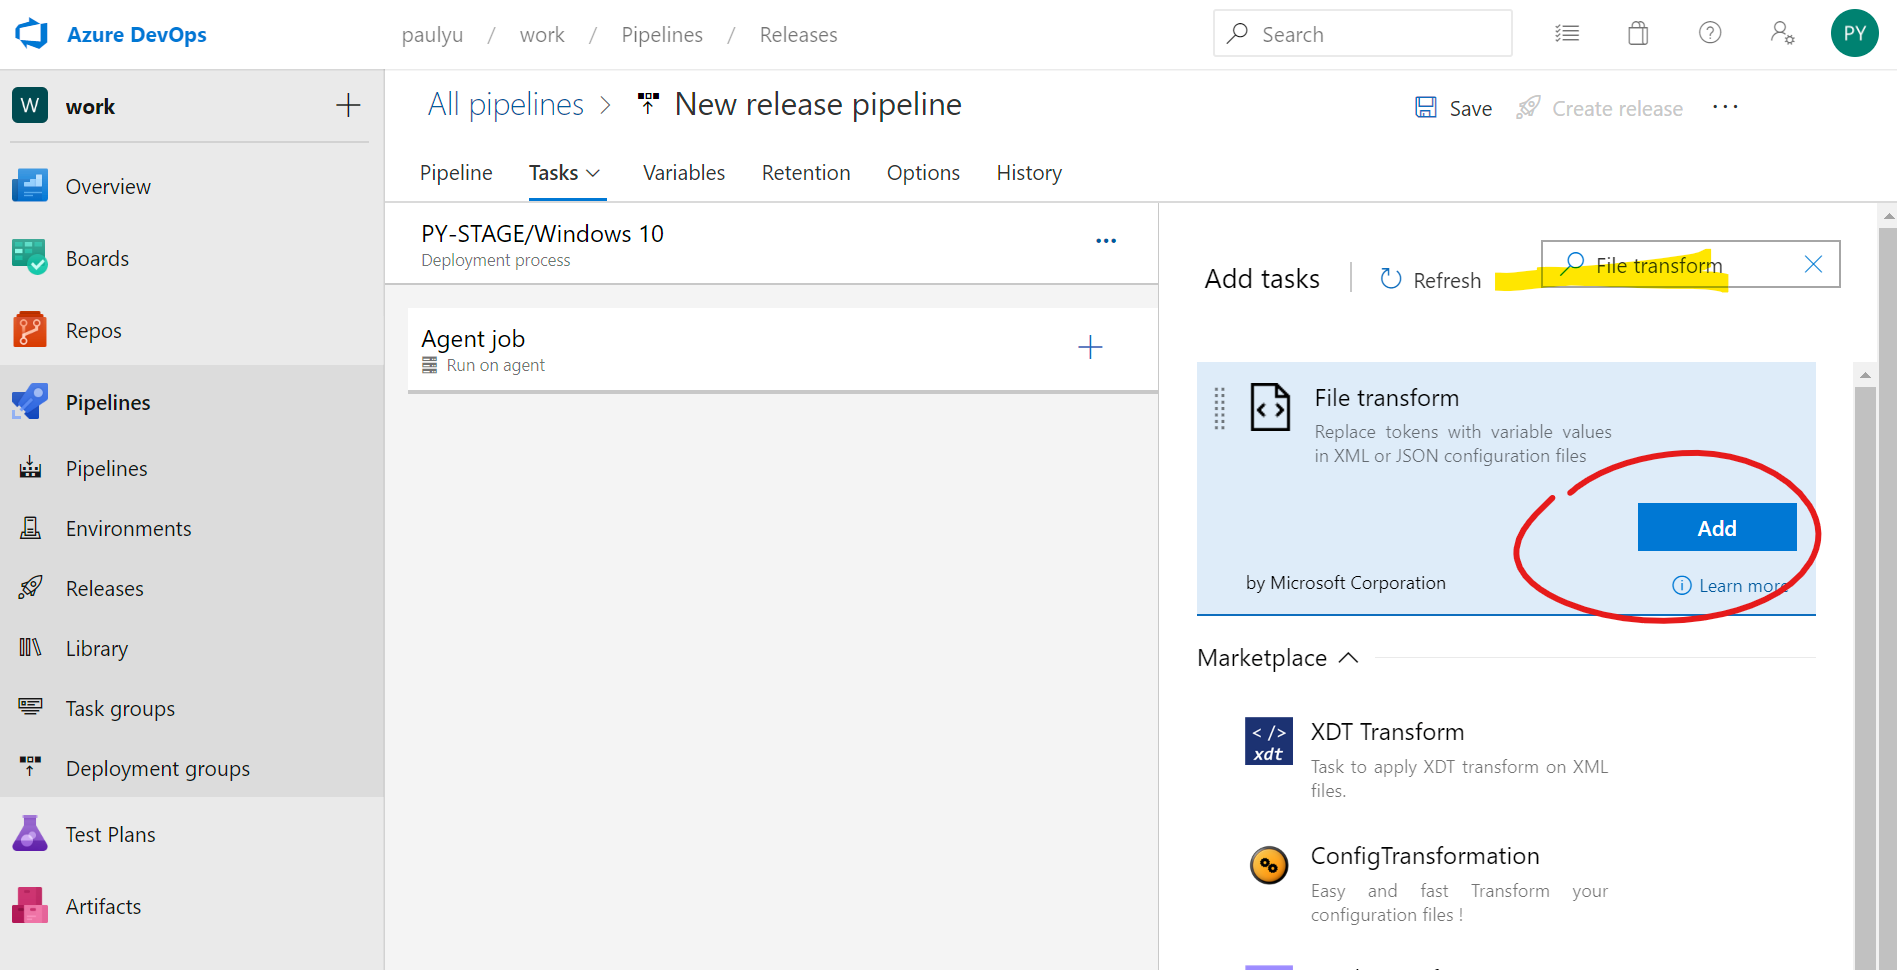 Azure DevOps
paulyu / work / Pipelines / Releases
Search
PY
W work
All pipelines > New release pipeline
Save
Create release
...
Pipeline
Tasks
Variables
Retention
Options
History
Overview
Boards
Repos
Pipelines
Pipelines
Environments
Releases
Library
Task groups
Deployment groups
Test Plans
Artifacts
PY-STAGE/Windows 10
Deployment process
Agent job
Run on agent
Add tasks
Refresh
File transform
File transform
Replace tokens with variable values
in XML or JSON configuration files
Add
by Microsoft Corporation
Learn more
Marketplace
</>
xdt
XDT Transform
Task to apply XDT transform on XML
files.
ConfigTransformation
Easy and fast Transform your
configuration files !